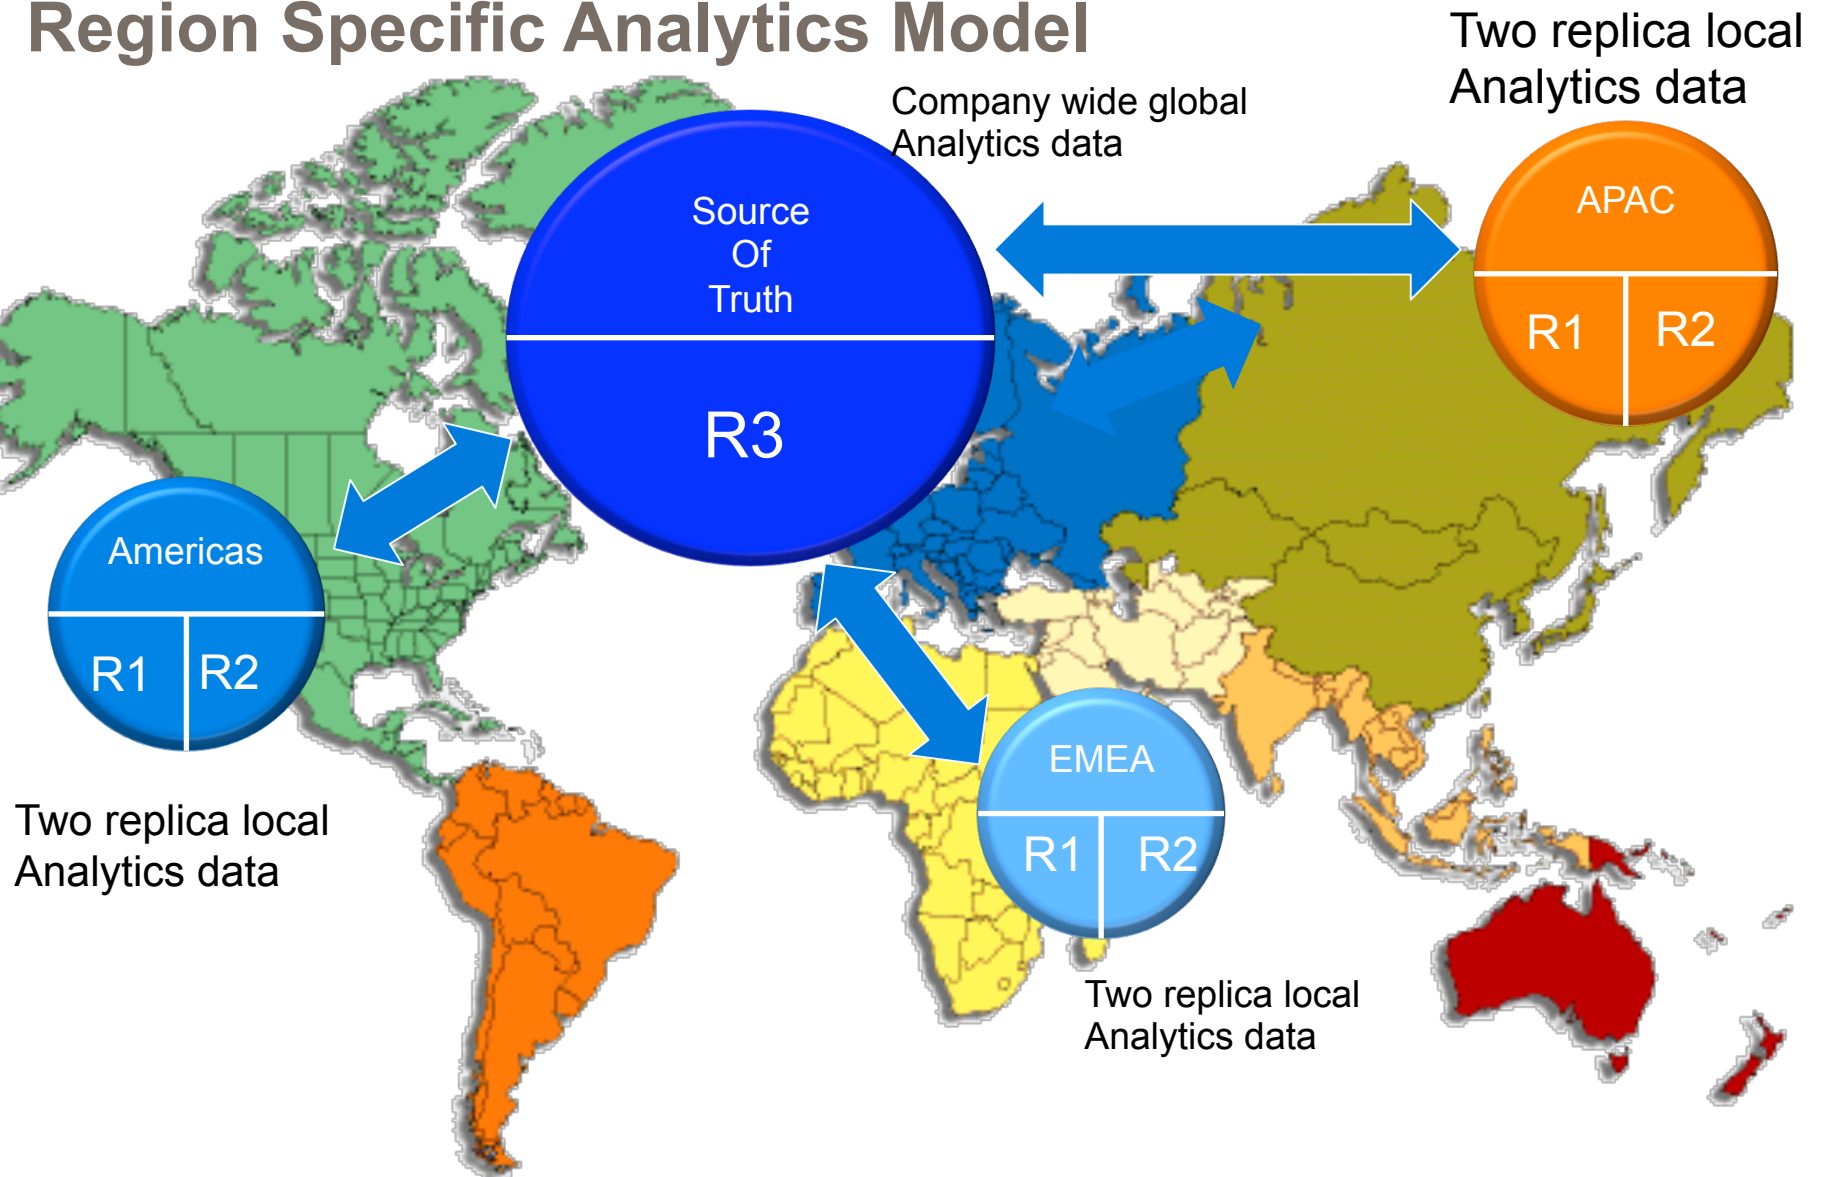 Region Specific Analytics Model
Two replica local
Analytics data
Company wide global
Analytics data
Source
Of
Truth
R3
APAC
R1 R2
Americas
R1 R2
Two replica local
Analytics data
EMEA
R1 R2
Two replica local
Analytics data